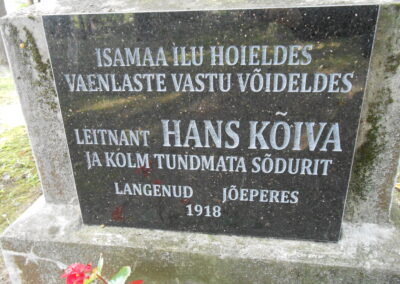 ISAMAA ILU HOIELDES
VAENLASTE VASTU VÕIDELDES
LEITNANT HANS KÕIVA
JA KOLM TUNDMATA SÕDURIT
LANGENUD JÕEPERES
1918